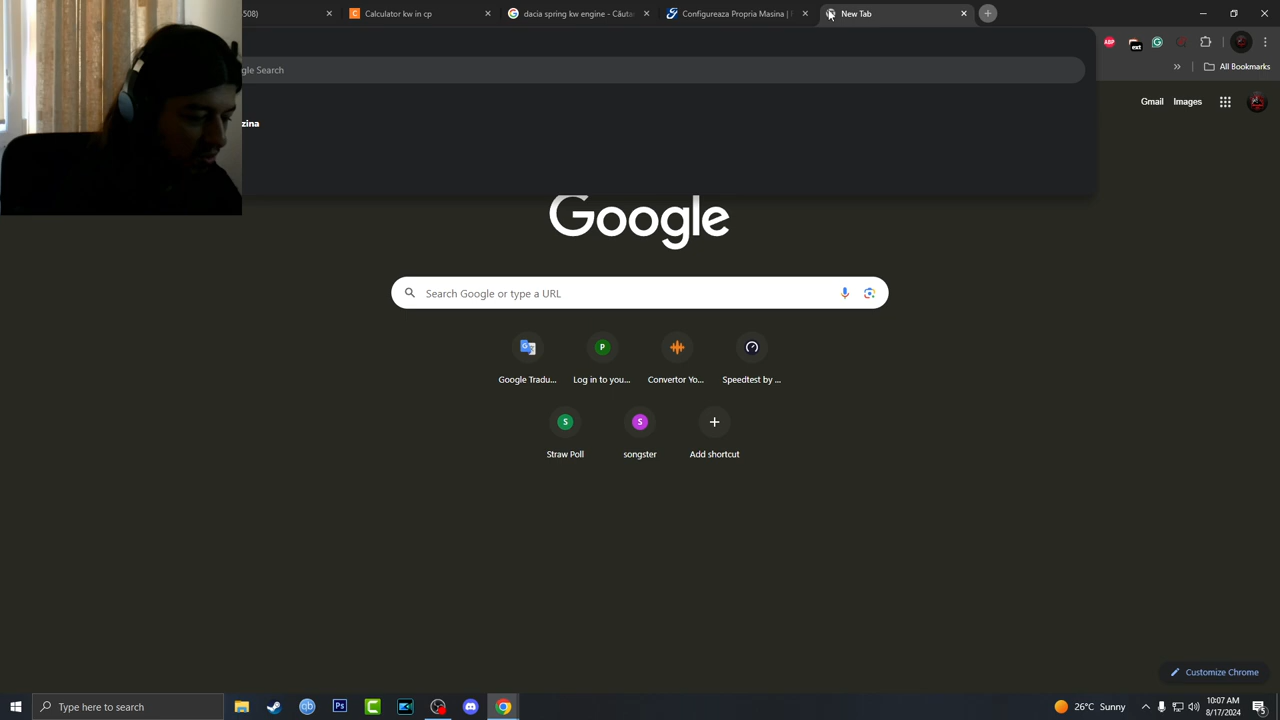 508)
Calculator kw in cp
dacia spring kw engine - Căuta
Configureaza Propria Masina |
New Tab
gle Search
ABP
ext
All Bookmarks
zina
Gmail
Images
Google
Search Google or type a URL
P
Google Tradu...
Log in to you...
Convertor Yo...
Speedtest by ...
S
S
Straw Poll
songster
Add shortcut
Customize Chrome
Type here to search
Ps
26°C Sunny
10:07 AM
8/17/2024